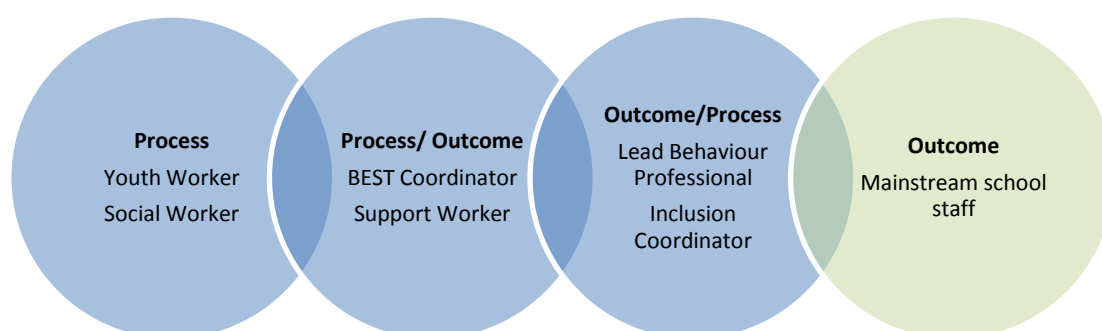 Process
Youth Worker
Social Worker
Process/ Outcome
BEST Coordinator
Support Worker
Outcome/Process
Lead Behaviour
Professional
Inclusion
Coordinator
Outcome
Mainstream school
staff